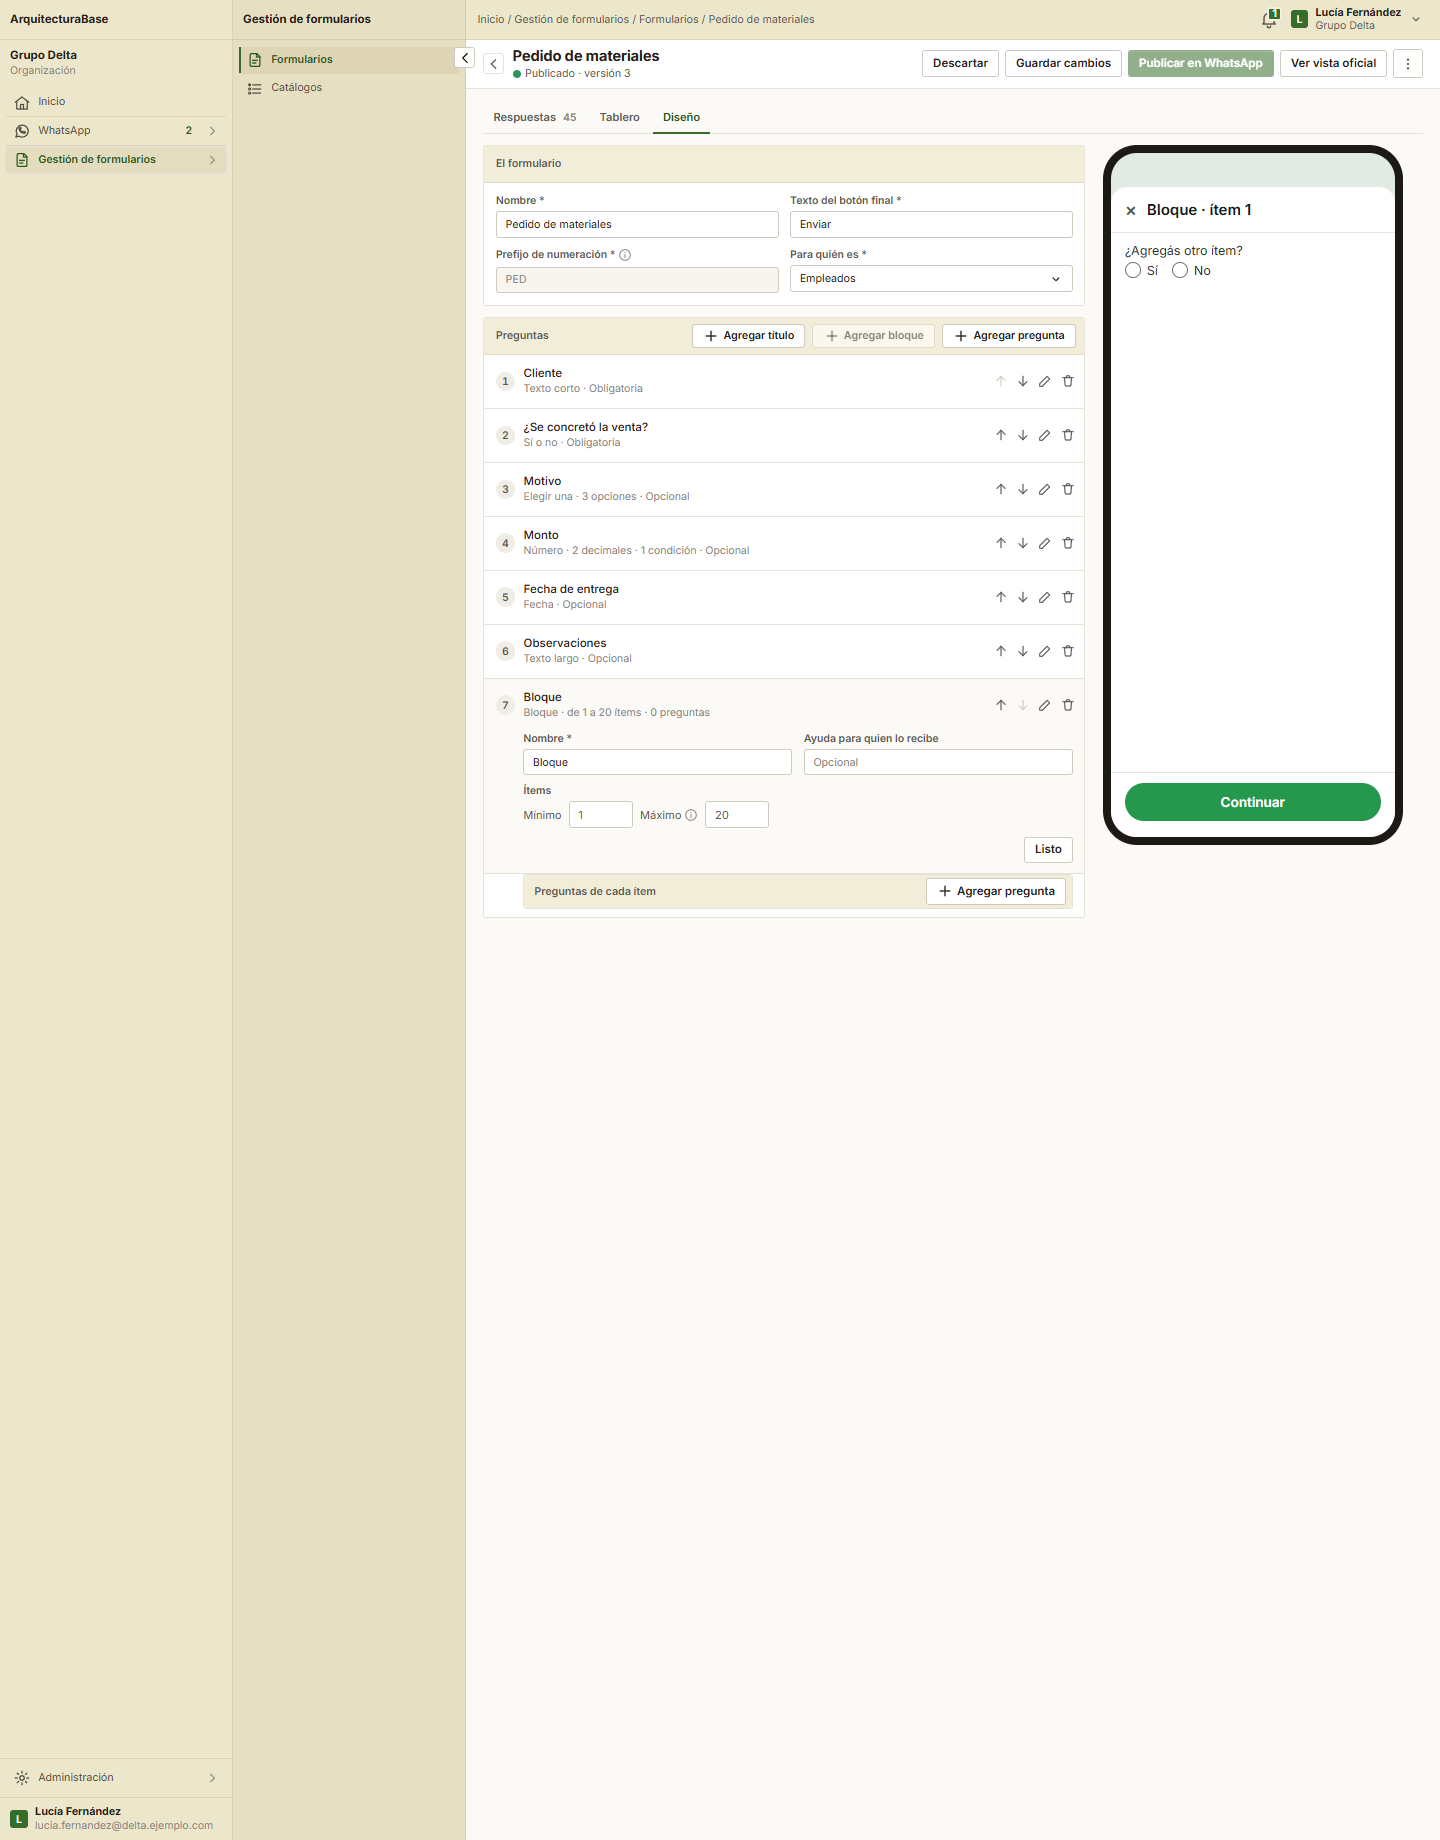 ArquitecturaBase
Grupo Delta
Organización
Inicio
WhatsApp 2
Gestión de formularios
Administración
L Lucía Fernández
lucia.fernandez@delta.ejemplo.com
Gestión de formularios
Formularios
Catálogos
Inicio / Gestión de formularios / Formularios / Pedido de materiales
1
L Lucía Fernández
Grupo Delta
Pedido de materiales
Publicado · versión 3
Descartar Guardar cambios Publicar en WhatsApp Ver vista oficial
Respuestas 45 Tablero Diseño
El formulario
Nombre * Texto del botón final *
Pedido de materiales Enviar
Prefijo de numeración * Para quién es *
PED Empleados
Preguntas Agregar título Agregar bloque Agregar pregunta
1 Cliente
Texto corto · Obligatoria
2 ¿Se concretó la venta?
Sí o no · Obligatoria
3 Motivo
Elegir una · 3 opciones · Opcional
4 Monto
Número · 2 decimales · 1 condición · Opcional
5 Fecha de entrega
Fecha · Opcional
6 Observaciones
Texto largo · Opcional
7 Bloque
Bloque · de 1 a 20 ítems · 0 preguntas
Nombre * Ayuda para quien lo recibe
Bloque Opcional
Ítems
Mínimo 1 Máximo 20
Listo
Preguntas de cada ítem Agregar pregunta
Bloque · ítem 1
¿Agregás otro ítem?
Sí No
Continuar